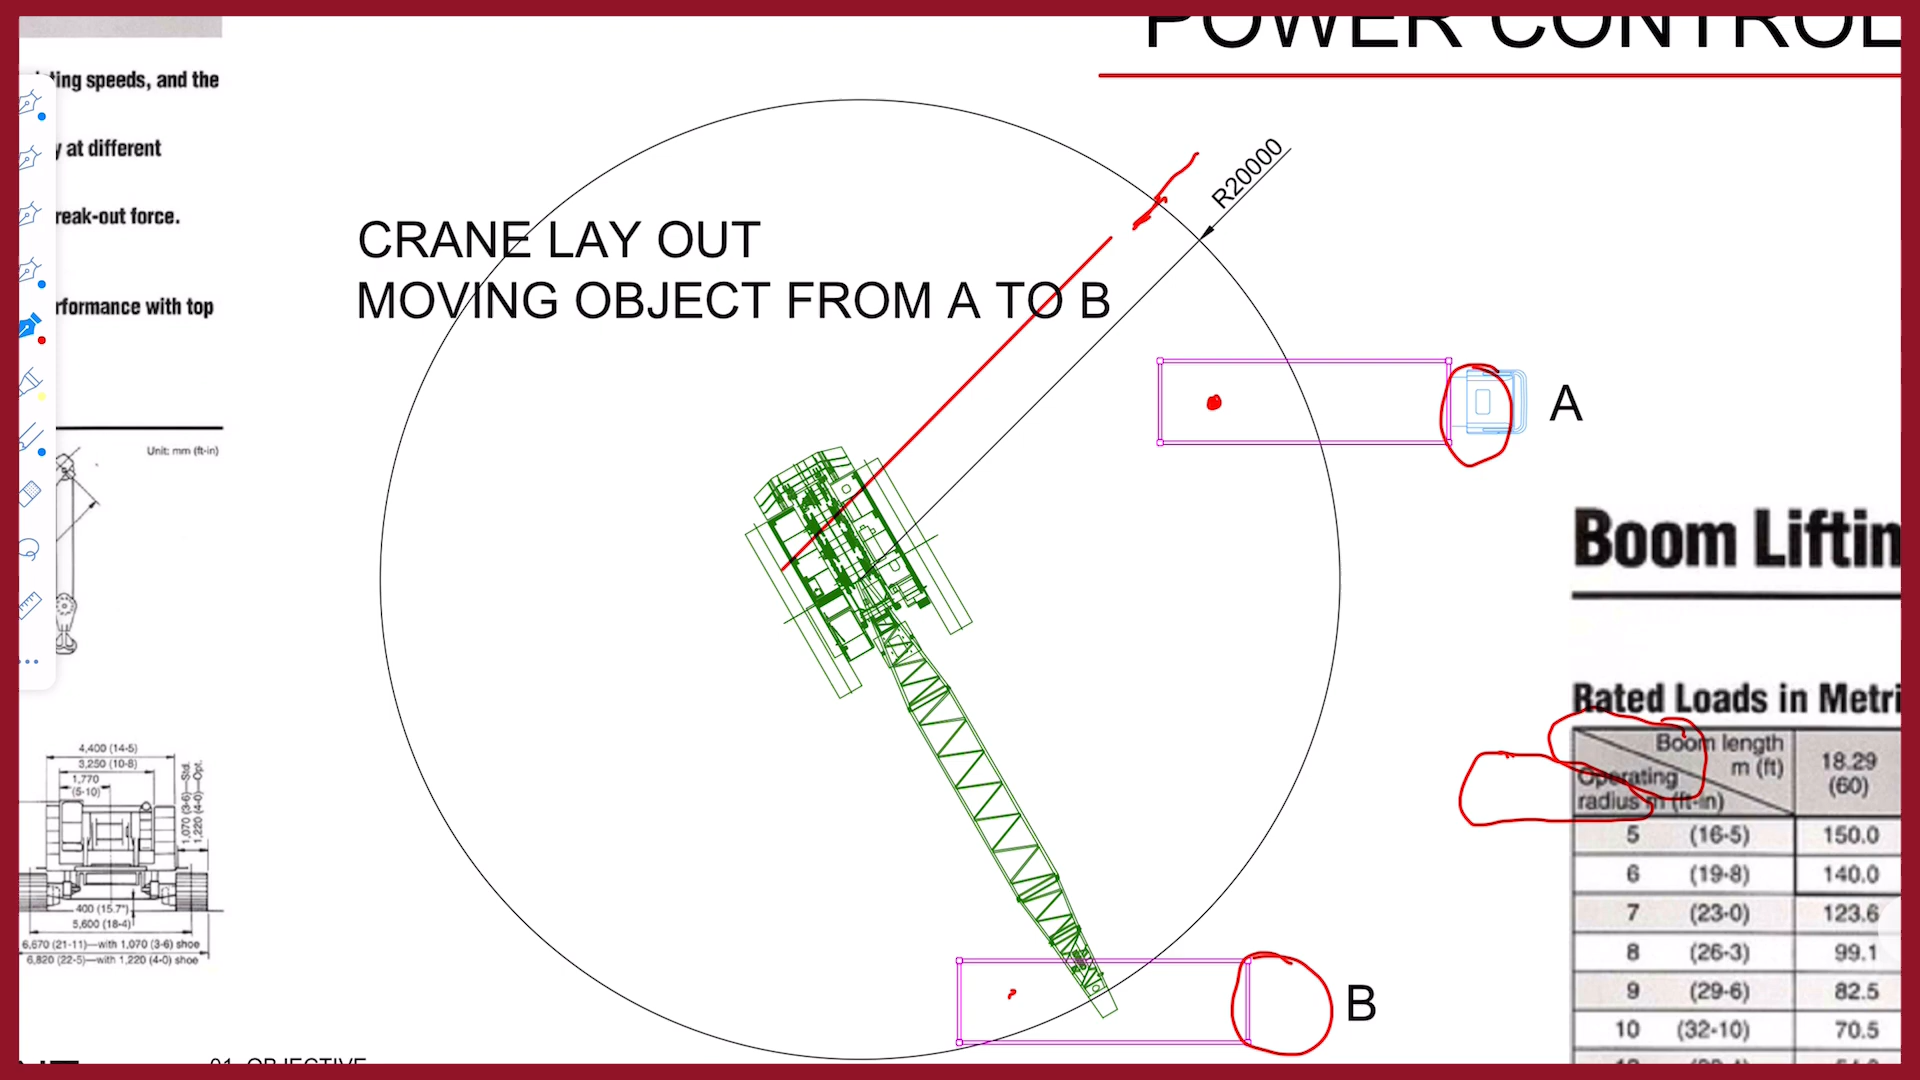 POWER CONTROL
ting speeds, and the
y at different
reak-out force.
rformance with top
R20000
CRANE LAY OUT
MOVING OBJECT FROM A TO B
A
Unit: mm (ft-in)
Boom Liftin
Rated Loads in Metri
Boom length
m (ft)
Operating
radius m (ft-in)
18.29
(60)
5 (16-5) 150.0
6 (19-8) 140.0
7 (23-0) 123.6
8 (26-3) 99.1
9 (29-6) 82.5
10 (32-10) 70.5
4,400 (14-5)
3,250 (10-8)
1,770
(5-10)
1,070 (3-6)—Std.
1,220 (4-0)—Opt.
400 (15.7")
5,600 (18-4)
6,670 (21-11)—with 1,070 (3-6) shoe
6,820 (22-5)—with 1,220 (4-0) shoe
B
01. OBJECTIVE